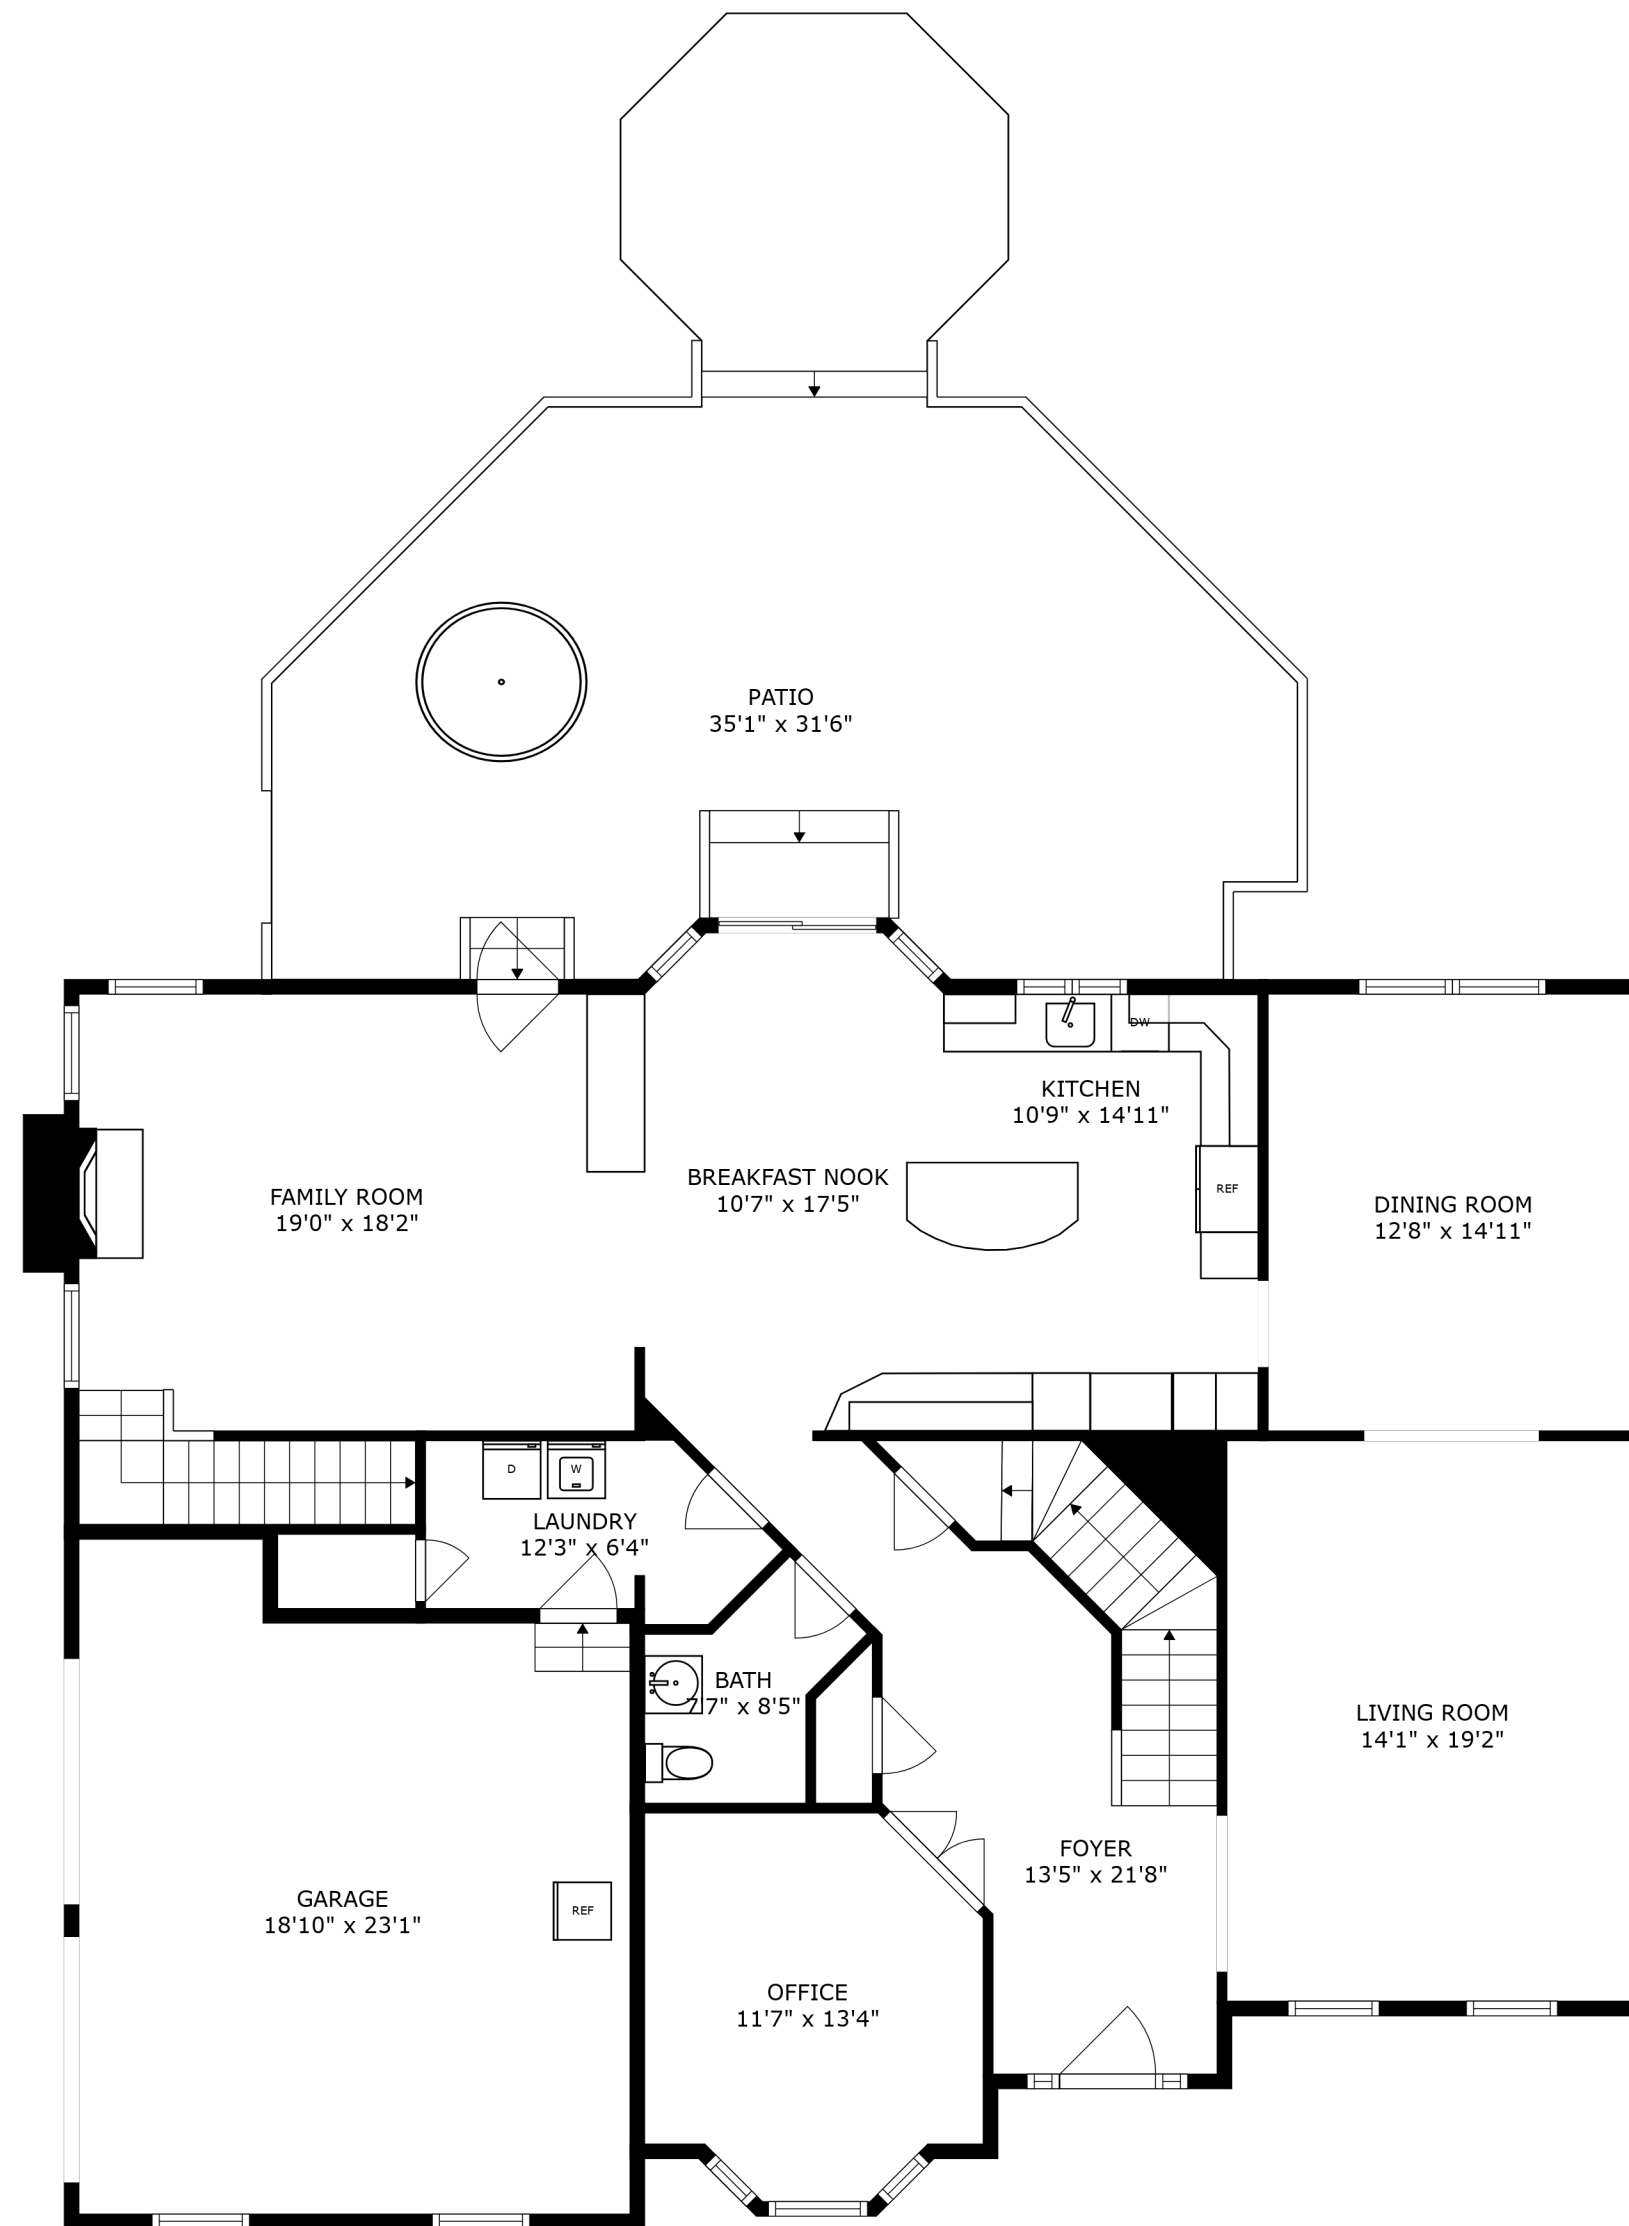 PATIO
35'1" x 31'6"
DW
KITCHEN
10'9" x 14'11"
BREAKFAST NOOK
10'7" x 17'5"
REF
FAMILY ROOM
19'0" x 18'2"
DINING ROOM
12'8" x 14'11"
D
W
LAUNDRY
12'3" x 6'4"
BATH
7'7" x 8'5"
LIVING ROOM
14'1" x 19'2"
FOYER
13'5" x 21'8"
GARAGE
18'10" x 23'1"
REF
OFFICE
11'7" x 13'4"